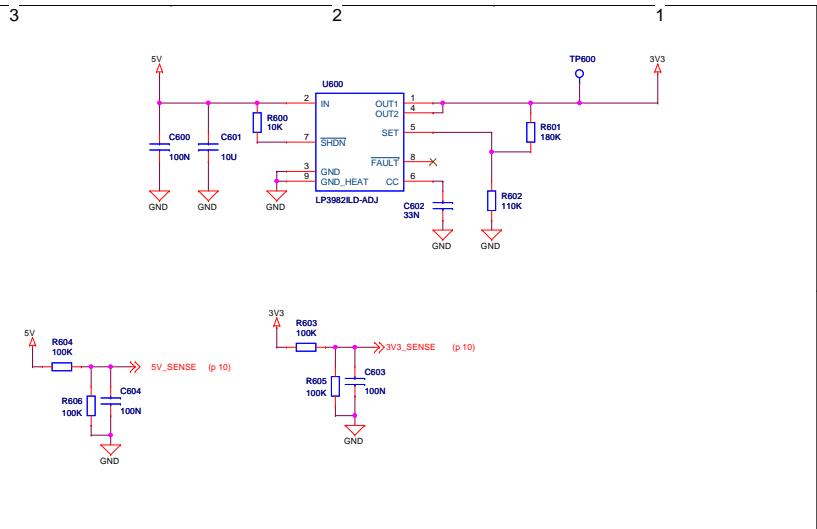 3 2 1
5V TP600 3V3
U600
2 IN OUT1 1
OUT2 4
R600
10K
SET 5
R601
180K
C600
100N
C601
10U
7 SHDN
FAULT 8
3 GND
9 GND_HEAT
CC 6
LP3982ILD-ADJ
C602
33N
R602
110K
GND GND GND GND GND
5V
R604
100K
5V_SENSE (p 10)
R606
100K
C604
100N
GND
3V3
R603
100K
3V3_SENSE (p 10)
R605
100K
C603
100N
GND